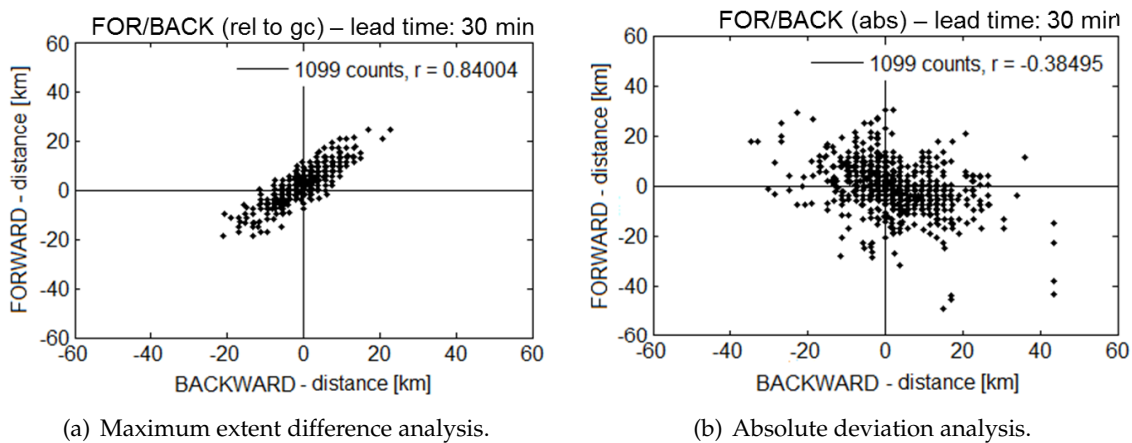 FOR/BACK (rel to gc) – lead time: 30 min
60
40
20
0
-20
-40
-60
FORWARD - distance [km]
1099 counts, r = 0.84004
-60 -40 -20 0 20 40 60
BACKWARD - distance [km]
(a) Maximum extent difference analysis.
FOR/BACK (abs) – lead time: 30 min
60
40
20
0
-20
-40
-60
FORWARD - distance [km]
1099 counts, r = -0.38495
-60 -40 -20 0 20 40 60
BACKWARD - distance [km]
(b) Absolute deviation analysis.